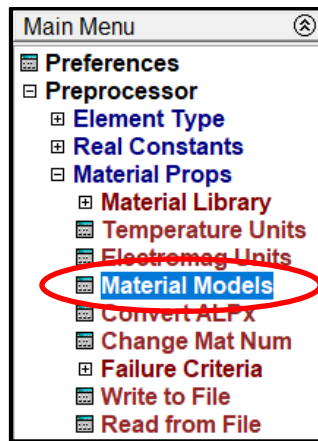 Main Menu
Preferences
Preprocessor
Element Type
Real Constants
Material Props
Material Library
Temperature Units
Electromag Units
Material Models
Convert ALPx
Change Mat Num
Failure Criteria
Write to File
Read from File